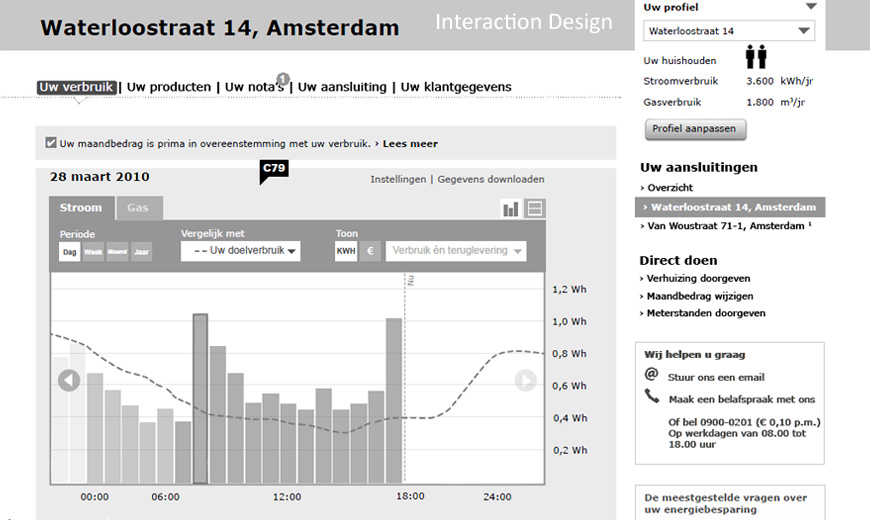 Waterloostraat 14, Amsterdam
Interaction Design
Uw verbruik | Uw producten | Uw nota's 1 | Uw aansluiting | Uw klantgegevens
Uw maandbedrag is prima in overeenstemming met uw verbruik. › Lees meer
28 maart 2010
C79
Instellingen | Gegevens downloaden
Stroom Gas
Periode Vergelijk met Toon
Dag Week Maand Jaar -- Uw doelverbruik KWH € Verbruik én teruglevering
Nu
1,2 Wh
1,0 Wh
0,8 Wh
0,6 Wh
0,4 Wh
0,2 Wh
00:00 06:00 12:00 18:00 24:00
Uw profiel
Waterloostraat 14
Uw huishouden
Stroomverbruik 3.600 kWh/jr
Gasverbruik 1.800 m³/jr
Profiel aanpassen
Uw aansluitingen
› Overzicht
› Waterloostraat 14, Amsterdam
› Van Woustraat 71-1, Amsterdam ¹
Direct doen
› Verhuizing doorgeven
› Maandbedrag wijzigen
› Meterstanden doorgeven
Wij helpen u graag
@ Stuur ons een email
Maak een belafspraak met ons
Of bel 0900-0201 (€ 0,10 p.m.)
Op werkdagen van 08.00 tot
18.00 uur
De meestgestelde vragen over
uw energiebesparing